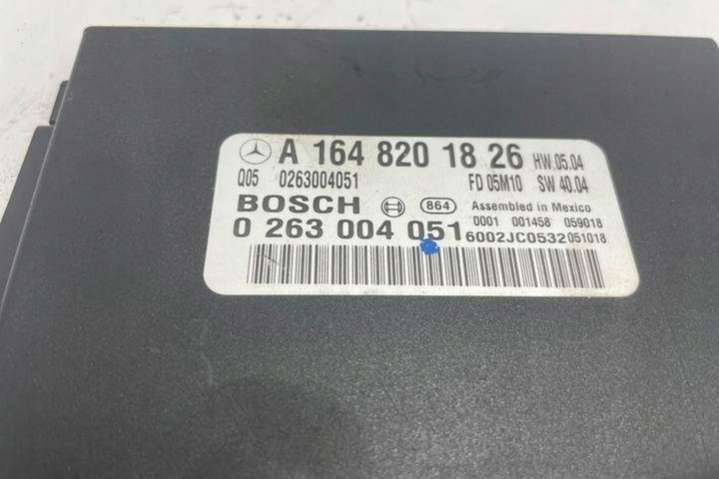 A 164 820 18 26 HW 05.04
Q05 0263004051 FD 05M10 SW 40.04
BOSCH 864 Assembled in Mexico
0001 001458 059018
0 263 004 051 6002JC0532 051018